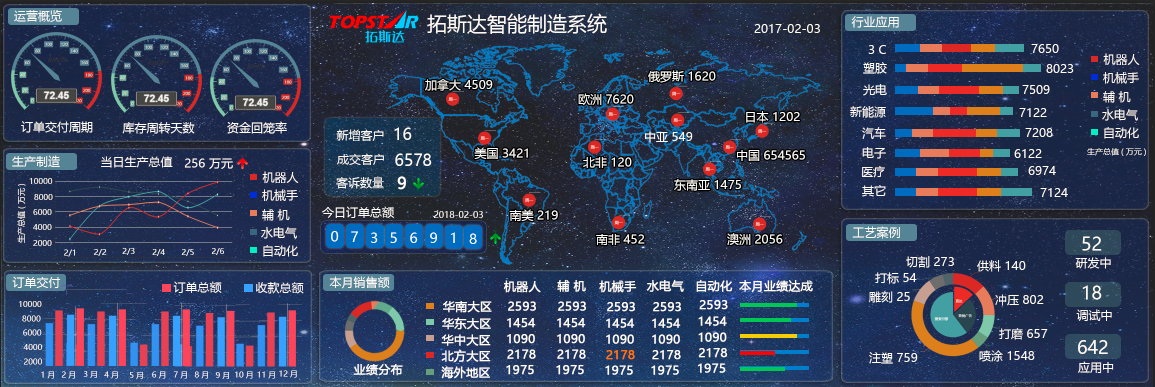 运营概览
72.45
72.45
72.45
订单交付周期
库存周转天数
资金回笼率
生产制造
当日生产总值 256 万元
生产总值（万元）
10000
8000
6000
4000
2000
2/1 2/2 2/3 2/4 2/5 2/6
机器人
机械手
辅 机
水电气
自动化
订单交付
订单总额 收款总额
10000
8000
6000
4000
2000
1 月 2 月 3 月 4 月 5 月 6 月 7 月 8 月 9 月 10 月 11 月 12 月
TOPSTAR
拓斯达
拓斯达智能制造系统
2017-02-03
加拿大 4509
俄罗斯 1620
欧洲 7620
日本 1202
中亚 549
美国 3421
北非 120
中国 654565
东南亚 1475
南美 219
南非 452
澳洲 2056
新增客户 16
成交客户 6578
客诉数量 9
今日订单总额 2018-02-03
0 7 3 5 6 9 1 8
本月销售额
业绩分布
机器人 辅 机 机械手 水电气 自动化 本月业绩达成
华南大区 2593 2593 2593 2593 2593
华东大区 1454 1454 1454 1454 1454
华中大区 1090 1090 1090 1090 1090
北方大区 2178 2178 2178 2178 2178
海外地区 1975 1975 1975 1975 1975
行业应用
3 C 7650
塑胶 8023
光电 7509
新能源 7122
汽车 7208
电子 6122
医疗 6974
其它 7124
机器人
机械手
辅 机
水电气
自动化
生产总值（万元）
工艺案例
切割 273
供料 140
打标 54
雕刻 25
冲压 802
打磨 657
喷涂 1548
注塑 759
52
研发中
18
调试中
642
应用中